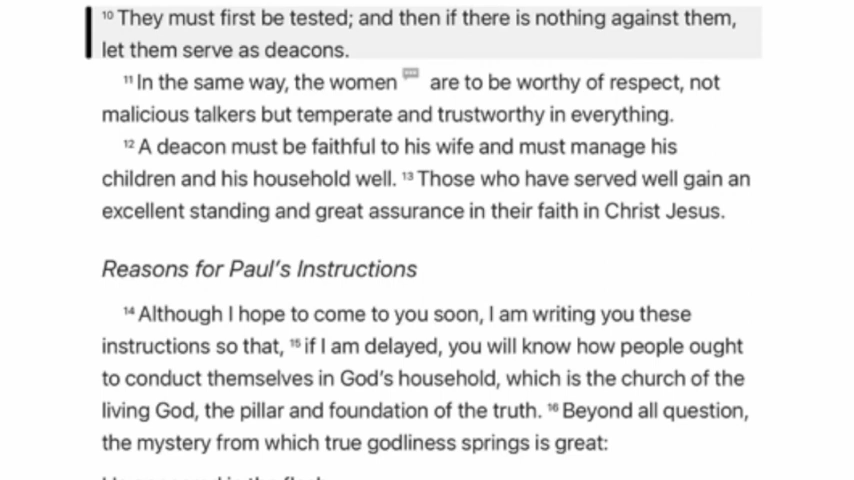 10 They must first be tested; and then if there is nothing against them,
let them serve as deacons.
11 In the same way, the women are to be worthy of respect, not
malicious talkers but temperate and trustworthy in everything.
12 A deacon must be faithful to his wife and must manage his
children and his household well. 13 Those who have served well gain an
excellent standing and great assurance in their faith in Christ Jesus.
Reasons for Paul's Instructions
14 Although I hope to come to you soon, I am writing you these
instructions so that, 15 if I am delayed, you will know how people ought
to conduct themselves in God's household, which is the church of the
living God, the pillar and foundation of the truth. 16 Beyond all question,
the mystery from which true godliness springs is great: